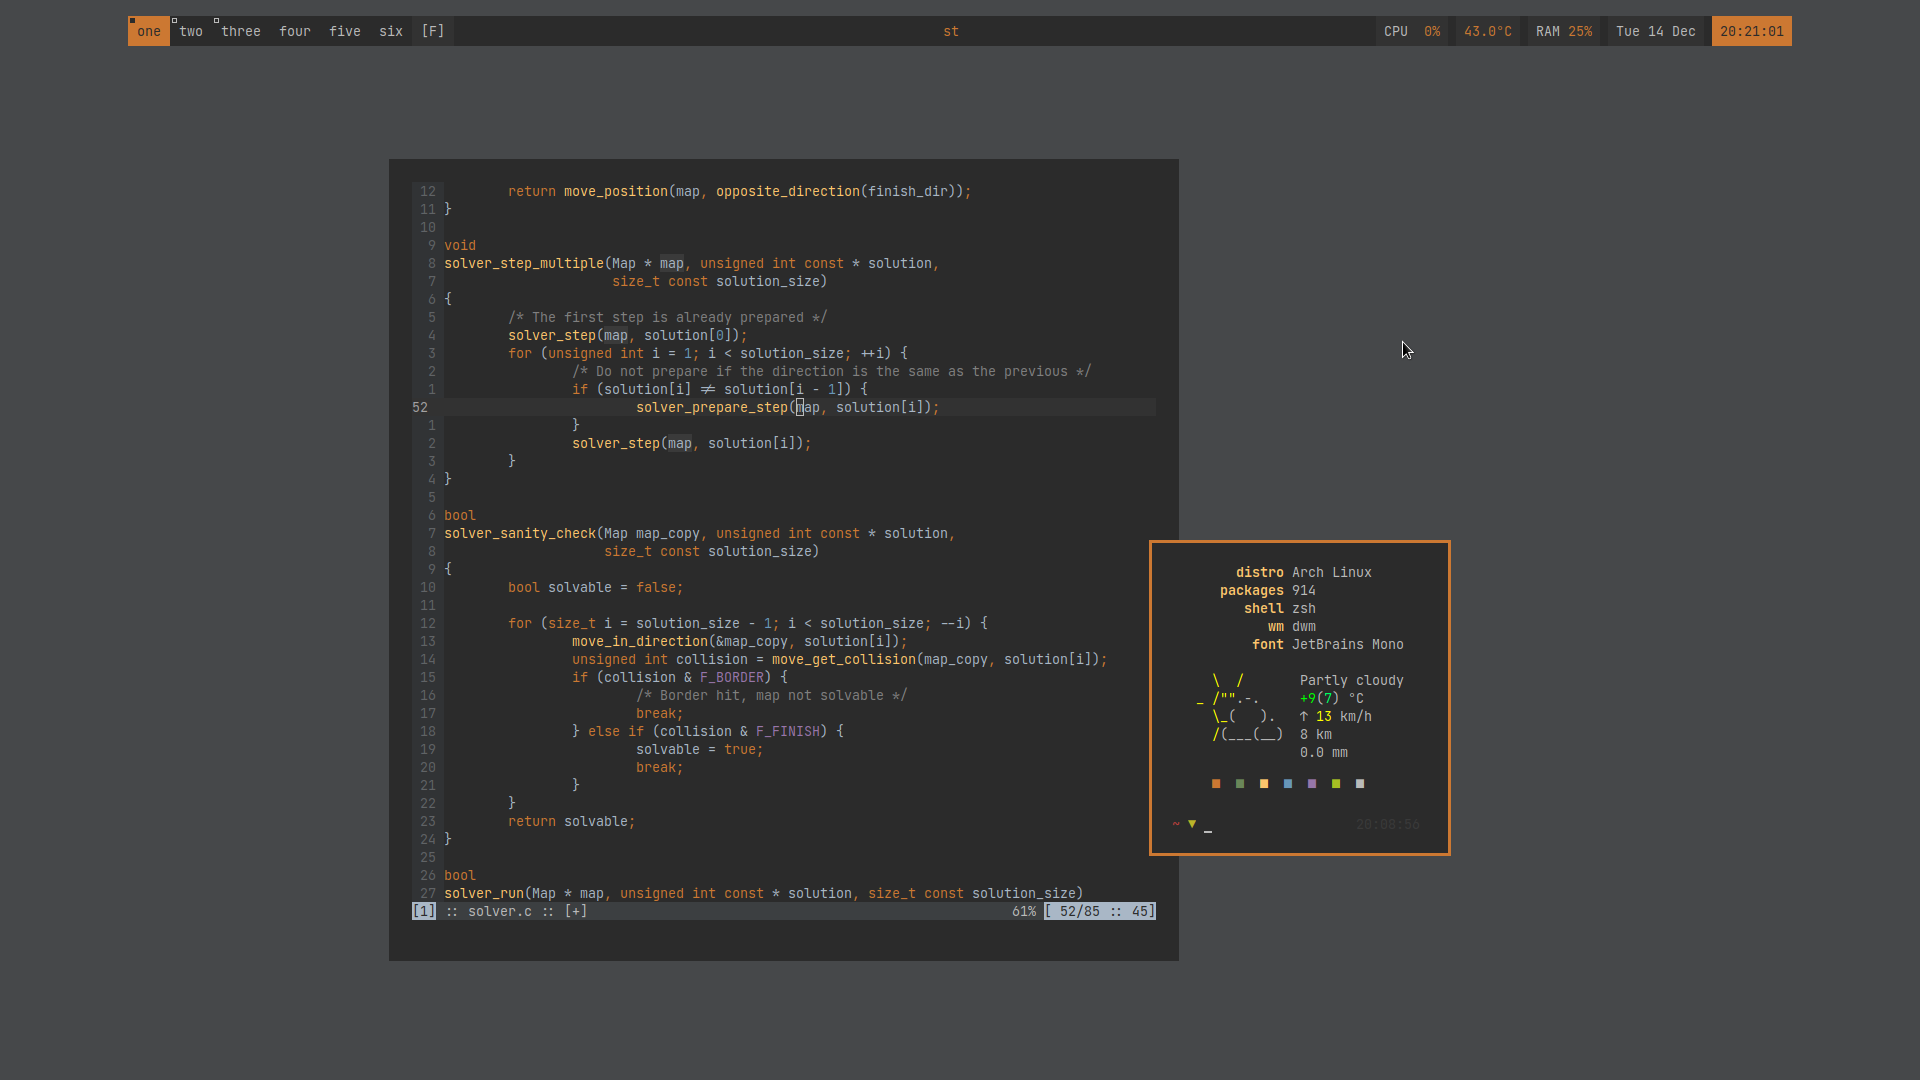 one two three four five six [F] st CPU 0% 43.0°C RAM 25% Tue 14 Dec 20:21:01
12         return move_position(map, opposite_direction(finish_dir));
11 }
10
9 void
8 solver_step_multiple(Map * map, unsigned int const * solution,
7                      size_t const solution_size)
6 {
5         /* The first step is already prepared */
4         solver_step(map, solution[0]);
3         for (unsigned int i = 1; i < solution_size; ++i) {
2                 /* Do not prepare if the direction is the same as the previous */
1                 if (solution[i] != solution[i - 1]) {
52                         solver_prepare_step(map, solution[i]);
1                 }
2                 solver_step(map, solution[i]);
3         }
4 }
5
6 bool
7 solver_sanity_check(Map map_copy, unsigned int const * solution,
8                     size_t const solution_size)
9 {
10         bool solvable = false;
11
12         for (size_t i = solution_size - 1; i < solution_size; --i) {
13                 move_in_direction(&map_copy, solution[i]);
14                 unsigned int collision = move_get_collision(map_copy, solution[i]);
15                 if (collision & F_BORDER) {
16                         /* Border hit, map not solvable */
17                         break;
18                 } else if (collision & F_FINISH) {
19                         solvable = true;
20                         break;
21                 }
22         }
23         return solvable;
24 }
25
26 bool
27 solver_run(Map * map, unsigned int const * solution, size_t const solution_size)
[1] :: solver.c :: [+] 61% [ 52/85 :: 45]
distro Arch Linux
packages 914
shell zsh
wm dwm
font JetBrains Mono
  \  /       Partly cloudy
_ /"".-.     +9(7) °C
  \_(   ).   ↑ 13 km/h
  /(___(__)  8 km
             0.0 mm
~ ▼ _ 20:08:56